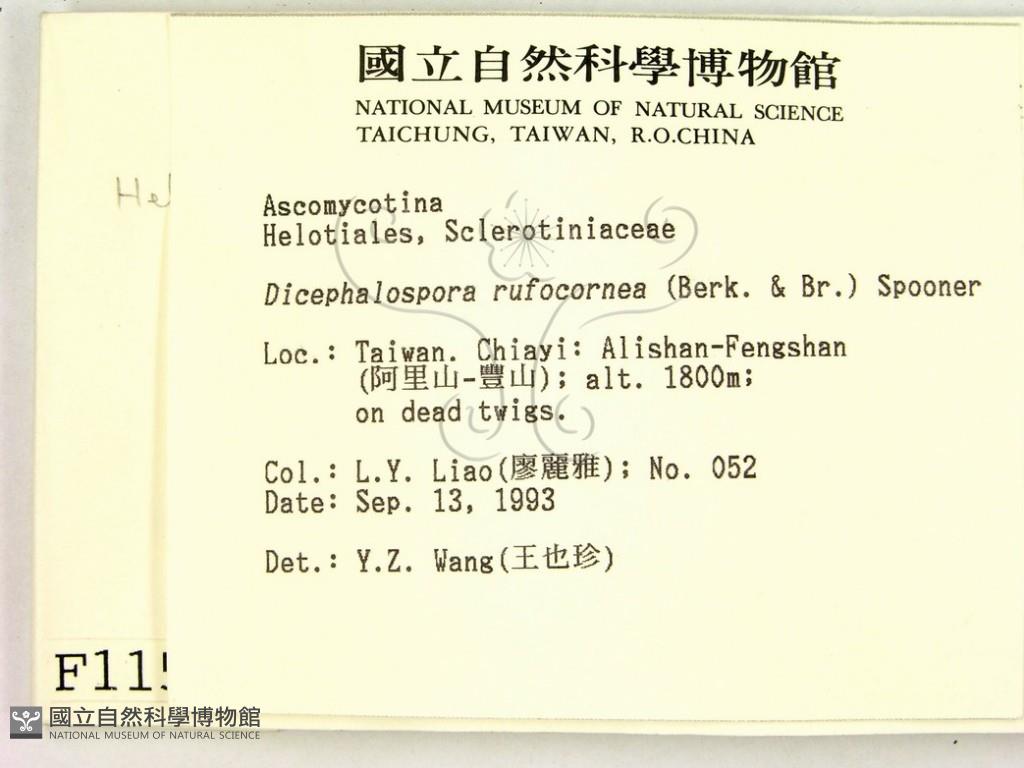 國立自然科學博物館
NATIONAL MUSEUM OF NATURAL SCIENCE
TAICHUNG, TAIWAN, R.O.CHINA
Ascomycotina
Helotiales, Sclerotiniaceae
Dicephalospora rufocornea (Berk. & Br.) Spooner
Loc.: Taiwan. Chiayi: Alishan-Fengshan
(阿里山-豐山); alt. 1800m;
on dead twigs.
Col.: L.Y. Liao(廖麗雅); No. 052
Date: Sep. 13, 1993
Det.: Y.Z. Wang(王也珍)
國立自然科學博物館
NATIONAL MUSEUM OF NATURAL SCIENCE